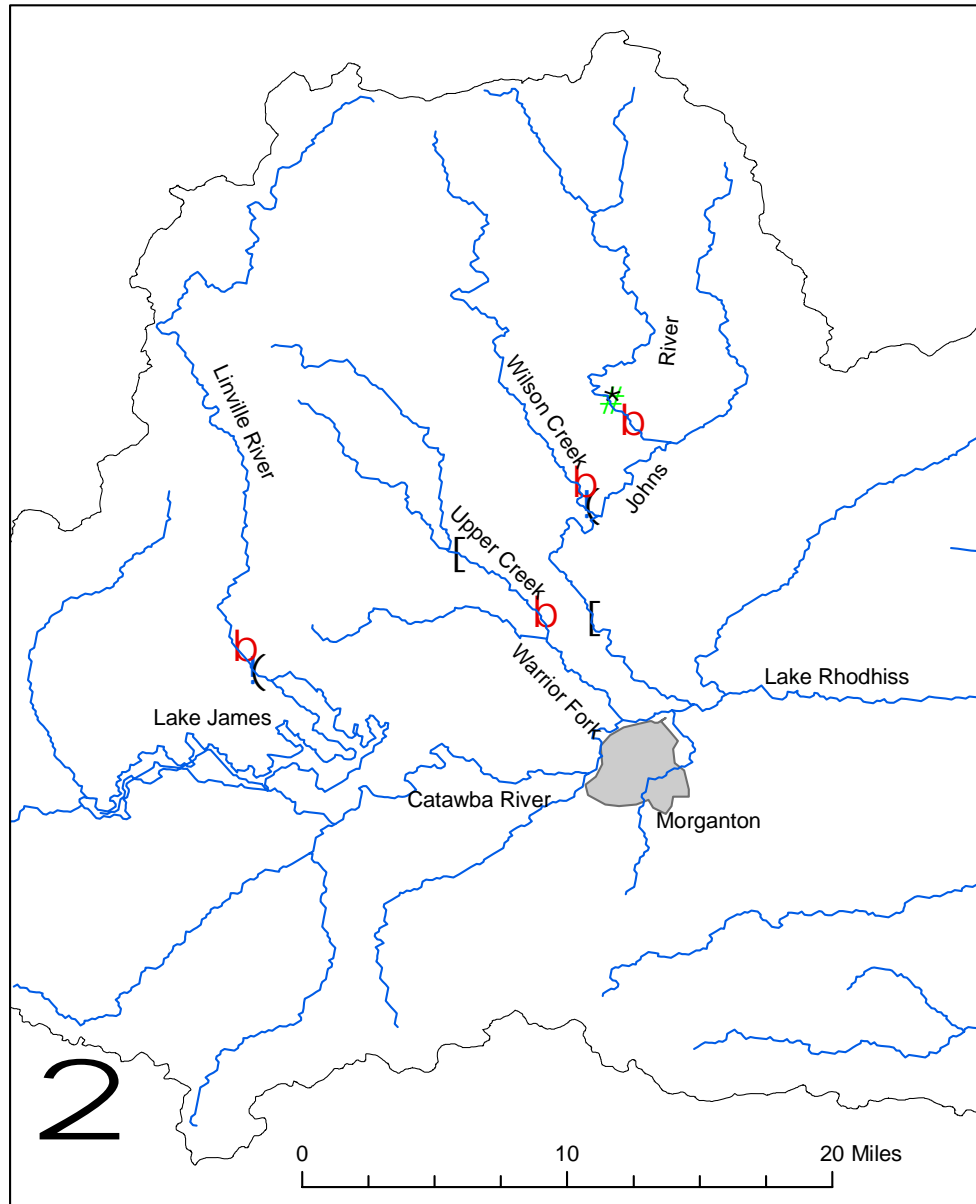 River
Wilson Creek
Linville River
*
#
b
b
(
Johns
Upper Creek
[
b
[
b
(
Warrior Fork
Lake Rhodhiss
Lake James
Catawba River
Morganton
2
0 10 20 Miles